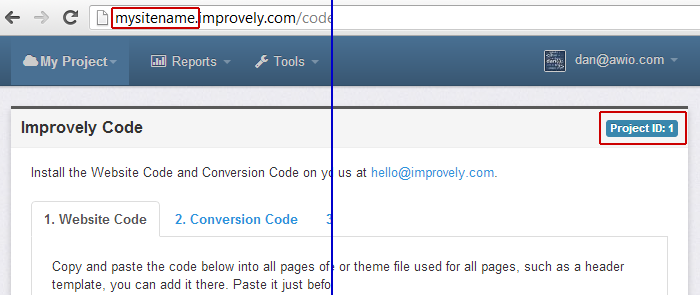 mysitename.improvely.com/code
My Project Reports Tools dan@awio.com
Improvely Code Project ID: 1
Install the Website Code and Conversion Code on you us at hello@improvely.com.
1. Website Code 2. Conversion Code 3
Copy and paste the code below into all pages of e or theme file used for all pages, such as a header
template, you can add it there. Paste it just befo